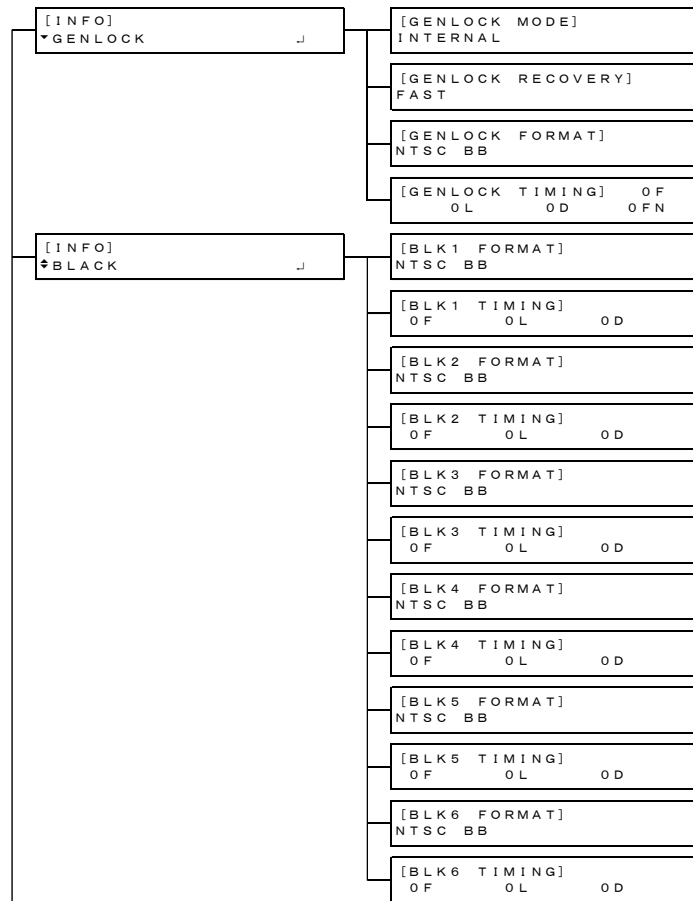 [INFO]
GENLOCK ↵
[GENLOCK MODE]
INTERNAL
[GENLOCK RECOVERY]
FAST
[GENLOCK FORMAT]
NTSC BB
[GENLOCK TIMING] 0F
0L 0D 0FN
[INFO]
BLACK ↵
[BLK1 FORMAT]
NTSC BB
[BLK1 TIMING]
0F 0L 0D
[BLK2 FORMAT]
NTSC BB
[BLK2 TIMING]
0F 0L 0D
[BLK3 FORMAT]
NTSC BB
[BLK3 TIMING]
0F 0L 0D
[BLK4 FORMAT]
NTSC BB
[BLK4 TIMING]
0F 0L 0D
[BLK5 FORMAT]
NTSC BB
[BLK5 TIMING]
0F 0L 0D
[BLK6 FORMAT]
NTSC BB
[BLK6 TIMING]
0F 0L 0D